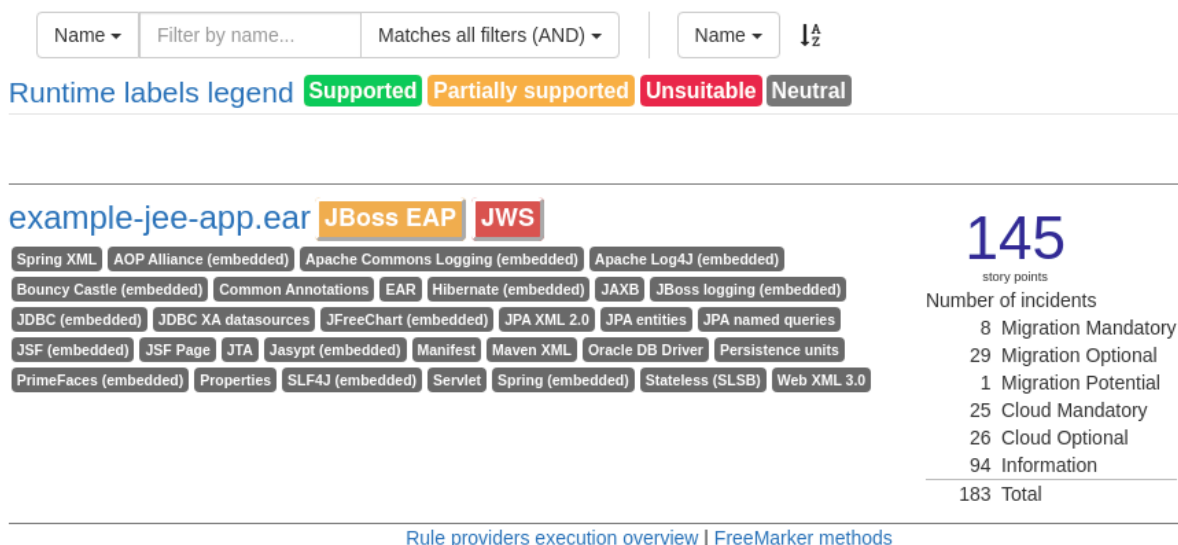 Name Filter by name... Matches all filters (AND) Name
Runtime labels legend Supported Partially supported Unsuitable Neutral
example-jee-app.ear JBoss EAP JWS
Spring XML AOP Alliance (embedded) Apache Commons Logging (embedded) Apache Log4J (embedded)
Bouncy Castle (embedded) Common Annotations EAR Hibernate (embedded) JAXB JBoss logging (embedded)
JDBC (embedded) JDBC XA datasources JFreeChart (embedded) JPA XML 2.0 JPA entities JPA named queries
JSF (embedded) JSF Page JTA Jasypt (embedded) Manifest Maven XML Oracle DB Driver Persistence units
PrimeFaces (embedded) Properties SLF4J (embedded) Servlet Spring (embedded) Stateless (SLSB) Web XML 3.0
145
story points
Number of incidents
8 Migration Mandatory
29 Migration Optional
1 Migration Potential
25 Cloud Mandatory
26 Cloud Optional
94 Information
183 Total
Rule providers execution overview | FreeMarker methods